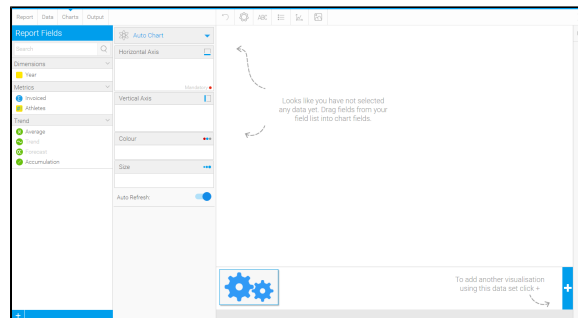 Report Data Charts Output
ABC
Report Fields
Auto Chart
Search
Horizontal Axis
Dimensions
Year
Metrics
Mandatory
Invoiced
Vertical Axis
Athletes
Looks like you have not selected
any data yet. Drag fields from your
field list into chart fields.
Trend
Average
Trend
Colour
Forecast
Accumulation
Size
Auto Refresh:
To add another visualisation
using this data set click +